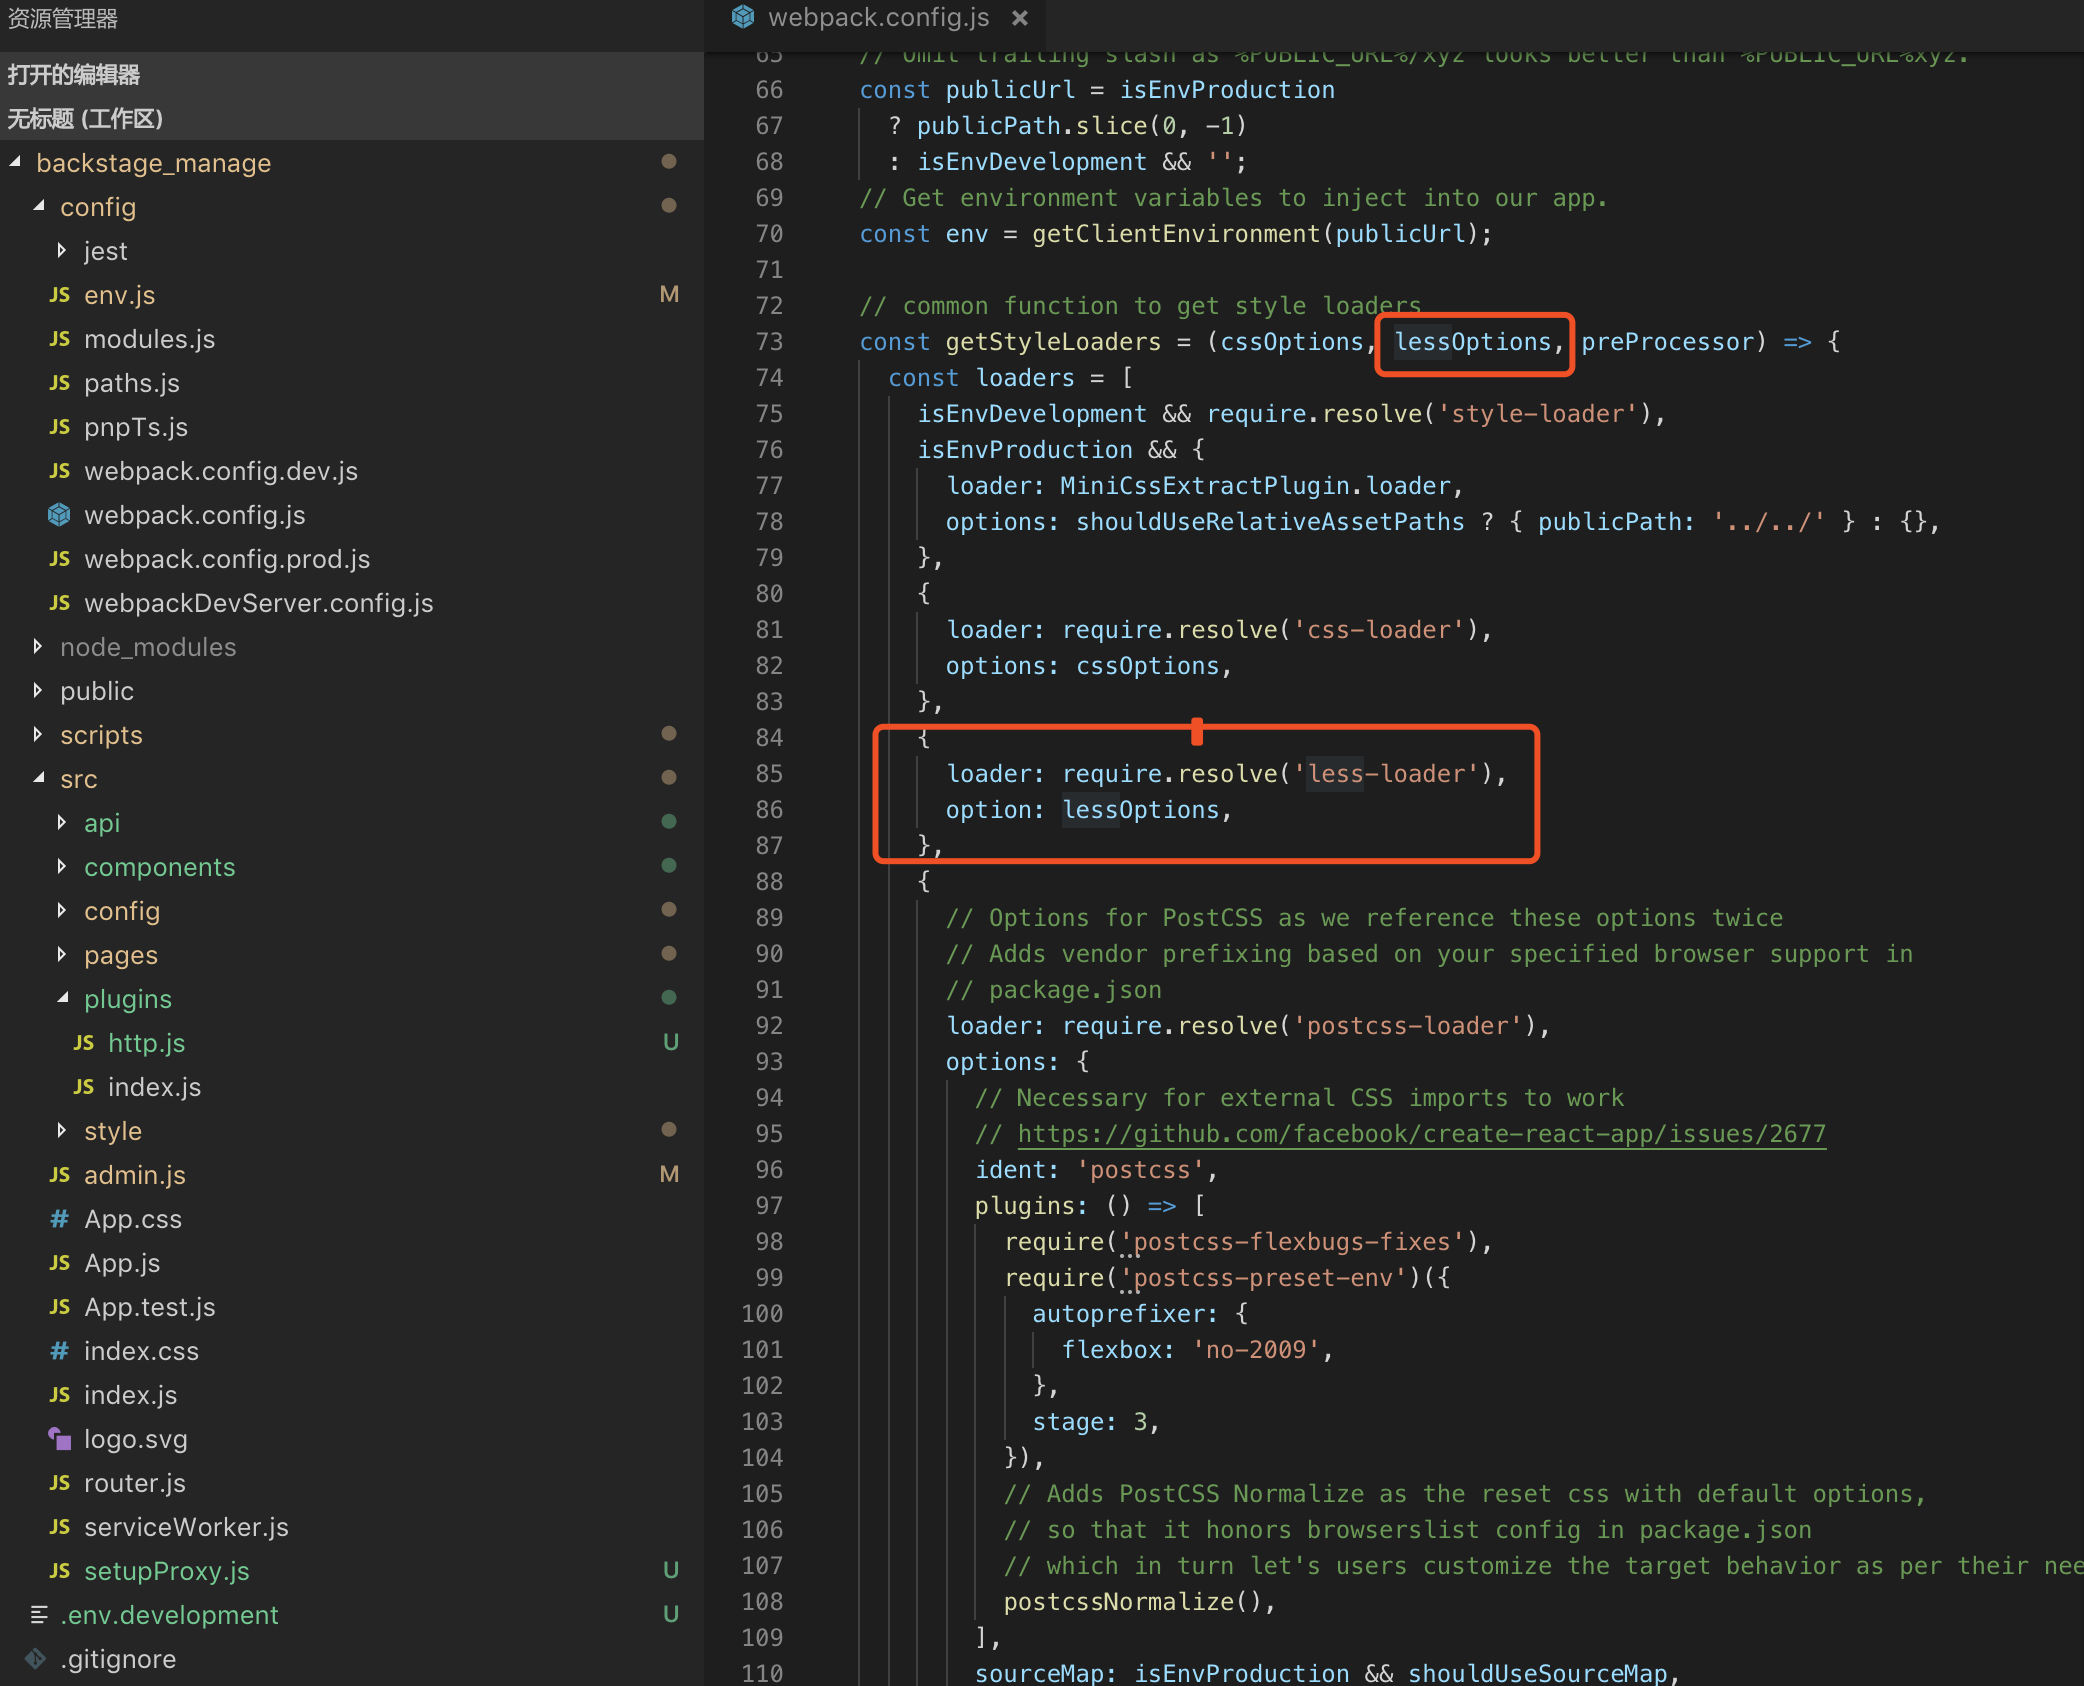 资源管理器
打开的编辑器
无标题 (工作区)
backstage_manage
config
jest
JS env.js M
JS modules.js
JS paths.js
JS pnpTs.js
JS webpack.config.dev.js
webpack.config.js
JS webpack.config.prod.js
JS webpackDevServer.config.js
node_modules
public
scripts
src
api
components
config
pages
plugins
JS http.js U
JS index.js
style
JS admin.js M
# App.css
JS App.js
JS App.test.js
# index.css
JS index.js
logo.svg
JS router.js
JS serviceWorker.js
JS setupProxy.js U
.env.development U
.gitignore
webpack.config.js ×
65 // Omit trailing slash as %PUBLIC_URL%/xyz looks better than %PUBLIC_URL%xyz.
66 const publicUrl = isEnvProduction
67 ? publicPath.slice(0, -1)
68 : isEnvDevelopment && '';
69 // Get environment variables to inject into our app.
70 const env = getClientEnvironment(publicUrl);
71
72 // common function to get style loaders
73 const getStyleLoaders = (cssOptions, lessOptions, preProcessor) => {
74 const loaders = [
75 isEnvDevelopment && require.resolve('style-loader'),
76 isEnvProduction && {
77 loader: MiniCssExtractPlugin.loader,
78 options: shouldUseRelativeAssetPaths ? { publicPath: '../../' } : {},
79 },
80 {
81 loader: require.resolve('css-loader'),
82 options: cssOptions,
83 },
84 {
85 loader: require.resolve('less-loader'),
86 option: lessOptions,
87 },
88 {
89 // Options for PostCSS as we reference these options twice
90 // Adds vendor prefixing based on your specified browser support in
91 // package.json
92 loader: require.resolve('postcss-loader'),
93 options: {
94 // Necessary for external CSS imports to work
95 // https://github.com/facebook/create-react-app/issues/2677
96 ident: 'postcss',
97 plugins: () => [
98 require('postcss-flexbugs-fixes'),
99 require('postcss-preset-env')({
100 autoprefixer: {
101 flexbox: 'no-2009',
102 },
103 stage: 3,
104 }),
105 // Adds PostCSS Normalize as the reset css with default options,
106 // so that it honors browserslist config in package.json
107 // which in turn let's users customize the target behavior as per their nee
108 postcssNormalize(),
109 ],
110 sourceMap: isEnvProduction && shouldUseSourceMap,